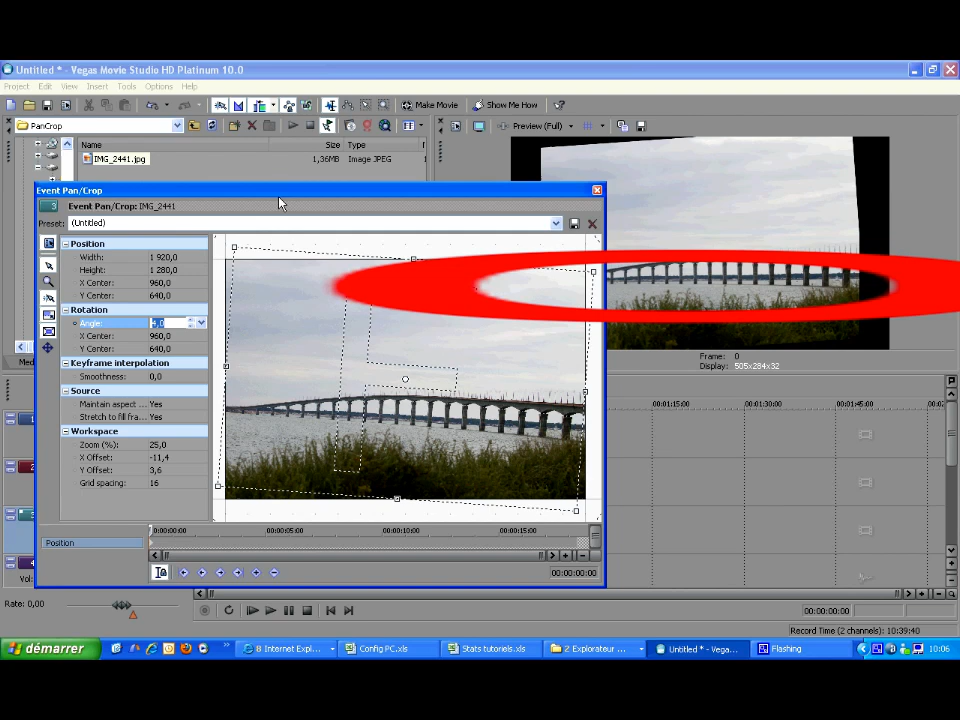 Untitled * - Vegas Movie Studio HD Platinum 10.0
Project Edit View Insert Tools Options Help
Make Movie Show Me How
PanCrop
Preview (Full)
Name Size Type
IMG_2441.jpg 1,36MB Image JPEG
Event Pan/Crop
Event Pan/Crop: IMG_2441
Preset: (Untitled)
Position
Width: 1 920,0
Height: 1 280,0
X Center: 960,0
Y Center: 640,0
Rotation
Angle: 4,0
X Center: 960,0
Y Center: 640,0
Keyframe interpolation
Smoothness: 0,0
Source
Maintain aspect ... Yes
Stretch to fill fra... Yes
Workspace
Zoom (%): 25,0
X Offset: -11,4
Y Offset: 3,6
Grid spacing: 16
Frame: 0
Display: 505x284x32
00:01:15:00 00:01:30:00 00:01:45:00
00:00:05:00 00:00:10:00 00:00:15:00
Position
00:00:00:00
Vol:
Rate: 0,00
00:00:00:00
Record Time (2 channels): 10:39:40
démarrer
8 Internet Expl...
Config PC.xls
Stats tutoriels.xls
2 Explorateur ...
Untitled * - Vega...
Flashing
10:06